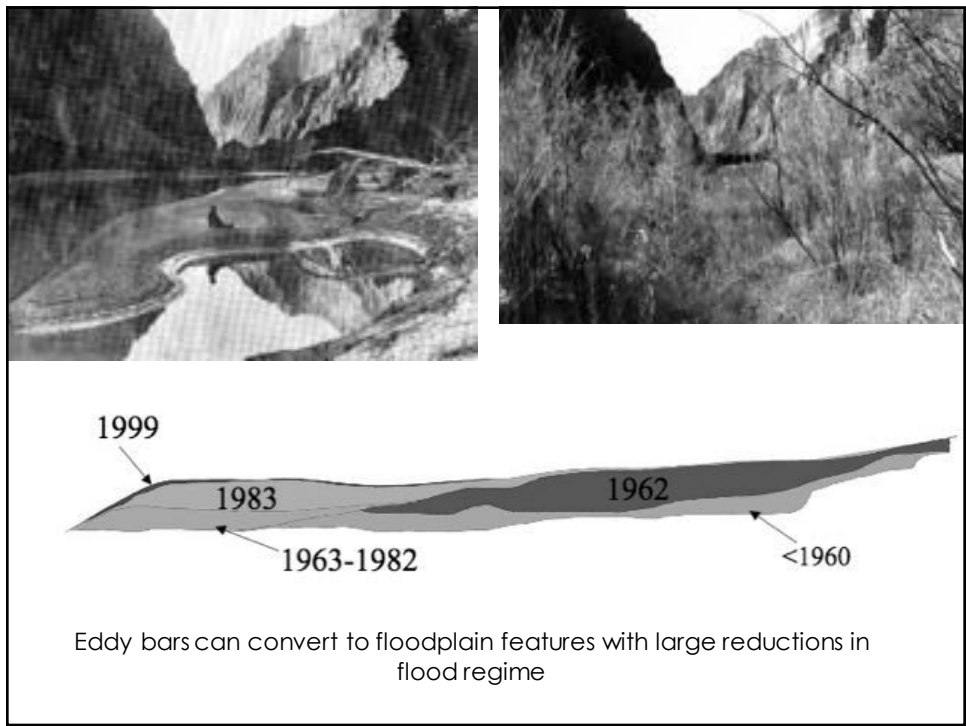 1999
1983
1962
1963-1982
<1960
Eddy bars can convert to floodplain features with large reductions in
flood regime